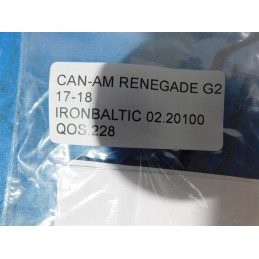 CAN-AM RENEGADE G2
17-18
IRONBALTIC 02.20100
QOS.228